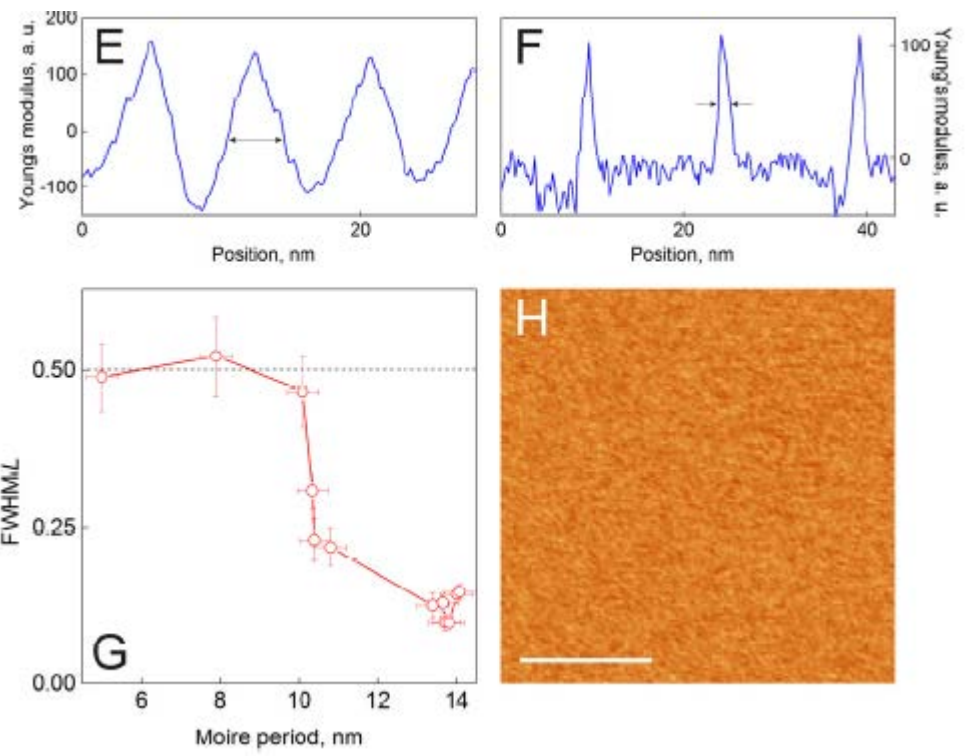 E
Youngs modulus, a. u.
200
100
0
-100
0
20
Position, nm
F
100
0
Young's modulus, a. u.
0
20
40
Position, nm
G
FWHM/L
0.50
0.25
0.00
6
8
10
12
14
Moire period, nm
H